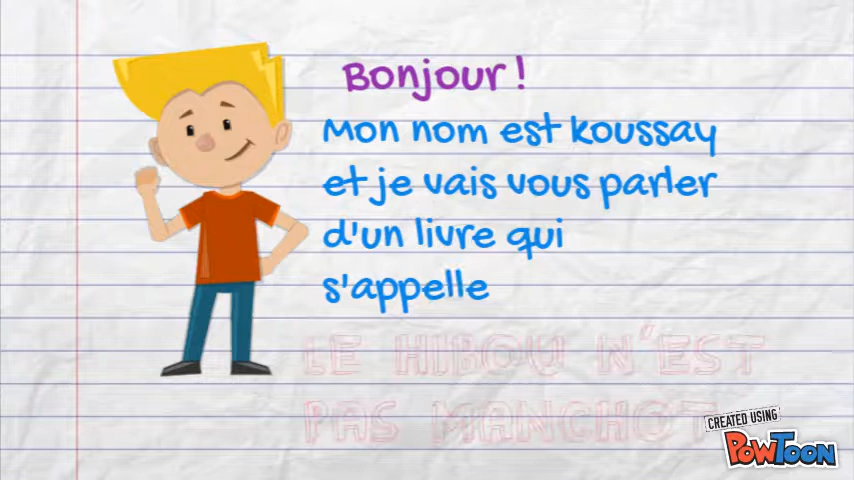 Bonjour !
Mon nom est koussay
et je vais vous parler
d'un livre qui
s'appelle
LE HIBOU N'EST
PAS MANCHOT
CREATED USING
POWTOON